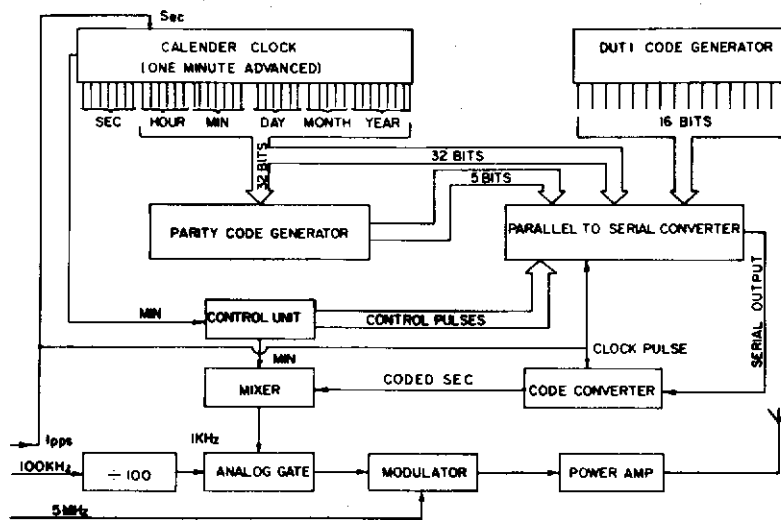 Sec
CALENDER CLOCK
(ONE MINUTE ADVANCED)
DUT1 CODE GENERATOR
SEC HOUR MIN DAY MONTH YEAR
16 BITS
32 BITS
32 BITS
5 BITS
PARITY CODE GENERATOR
PARALLEL TO SERIAL CONVERTER
SERIAL OUTPUT
MIN
CONTROL UNIT
CONTROL PULSES
MIN
CLOCK PULSE
MIXER
CODED SEC
CODE CONVERTER
1pps
1KHz
100KHz
÷100
ANALOG GATE
MODULATOR
POWER AMP
5 MHz